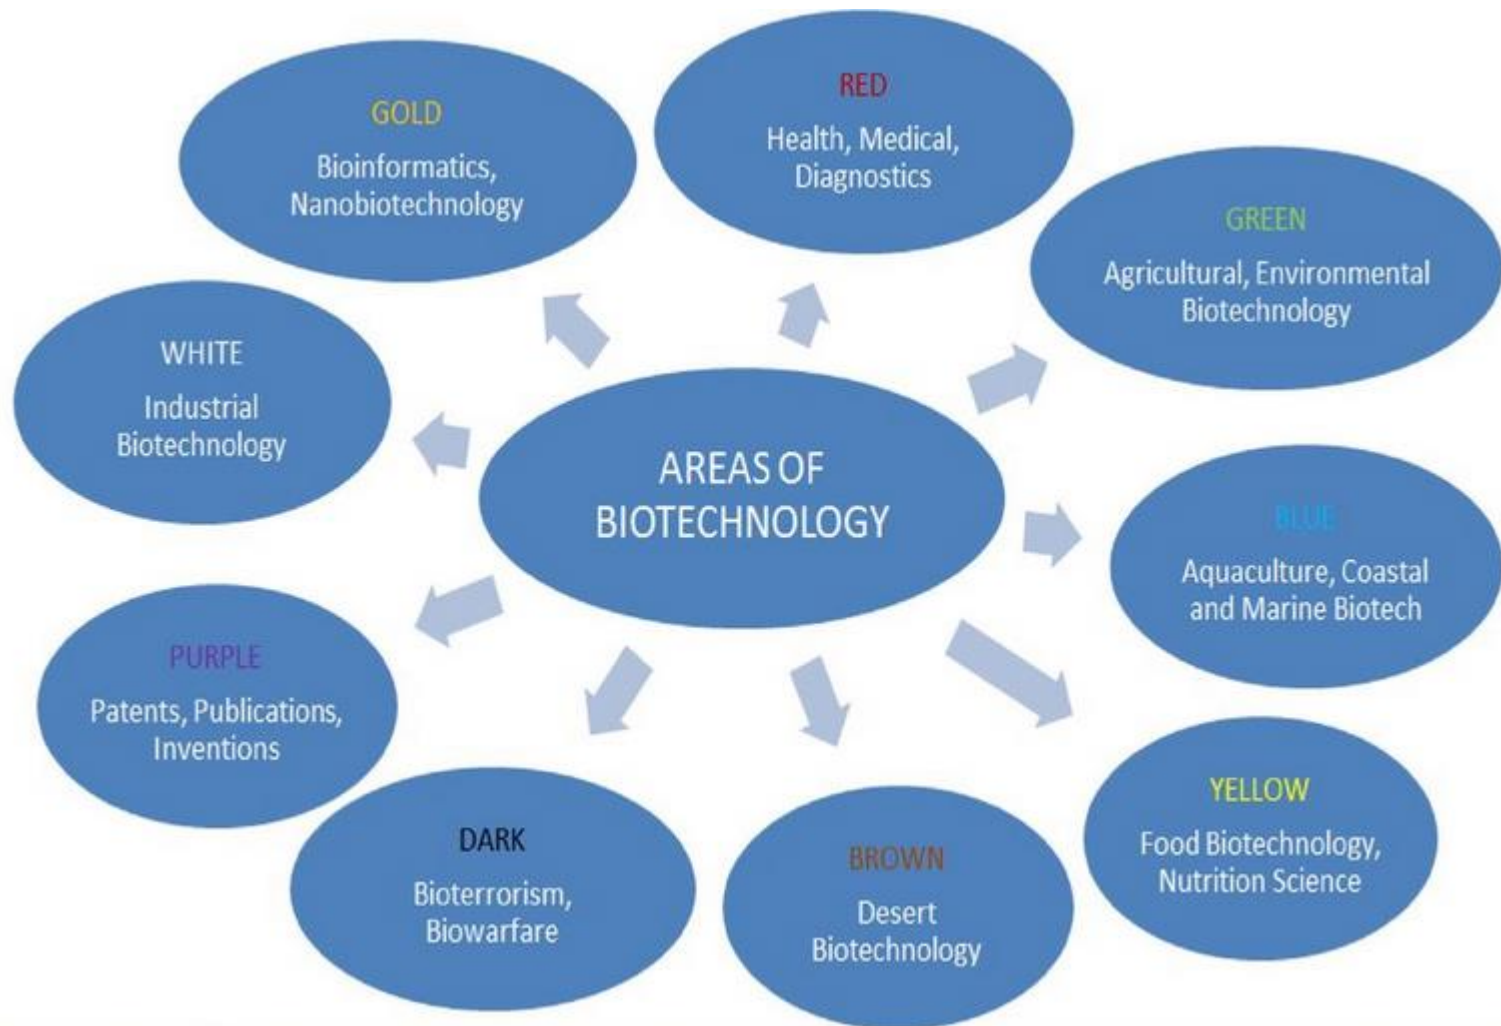 AREAS OF
BIOTECHNOLOGY
RED
Health, Medical,
Diagnostics
GREEN
Agricultural, Environmental
Biotechnology
BLUE
Aquaculture, Coastal
and Marine Biotech
YELLOW
Food Biotechnology,
Nutrition Science
BROWN
Desert
Biotechnology
DARK
Bioterrorism,
Biowarfare
PURPLE
Patents, Publications,
Inventions
WHITE
Industrial
Biotechnology
GOLD
Bioinformatics,
Nanobiotechnology